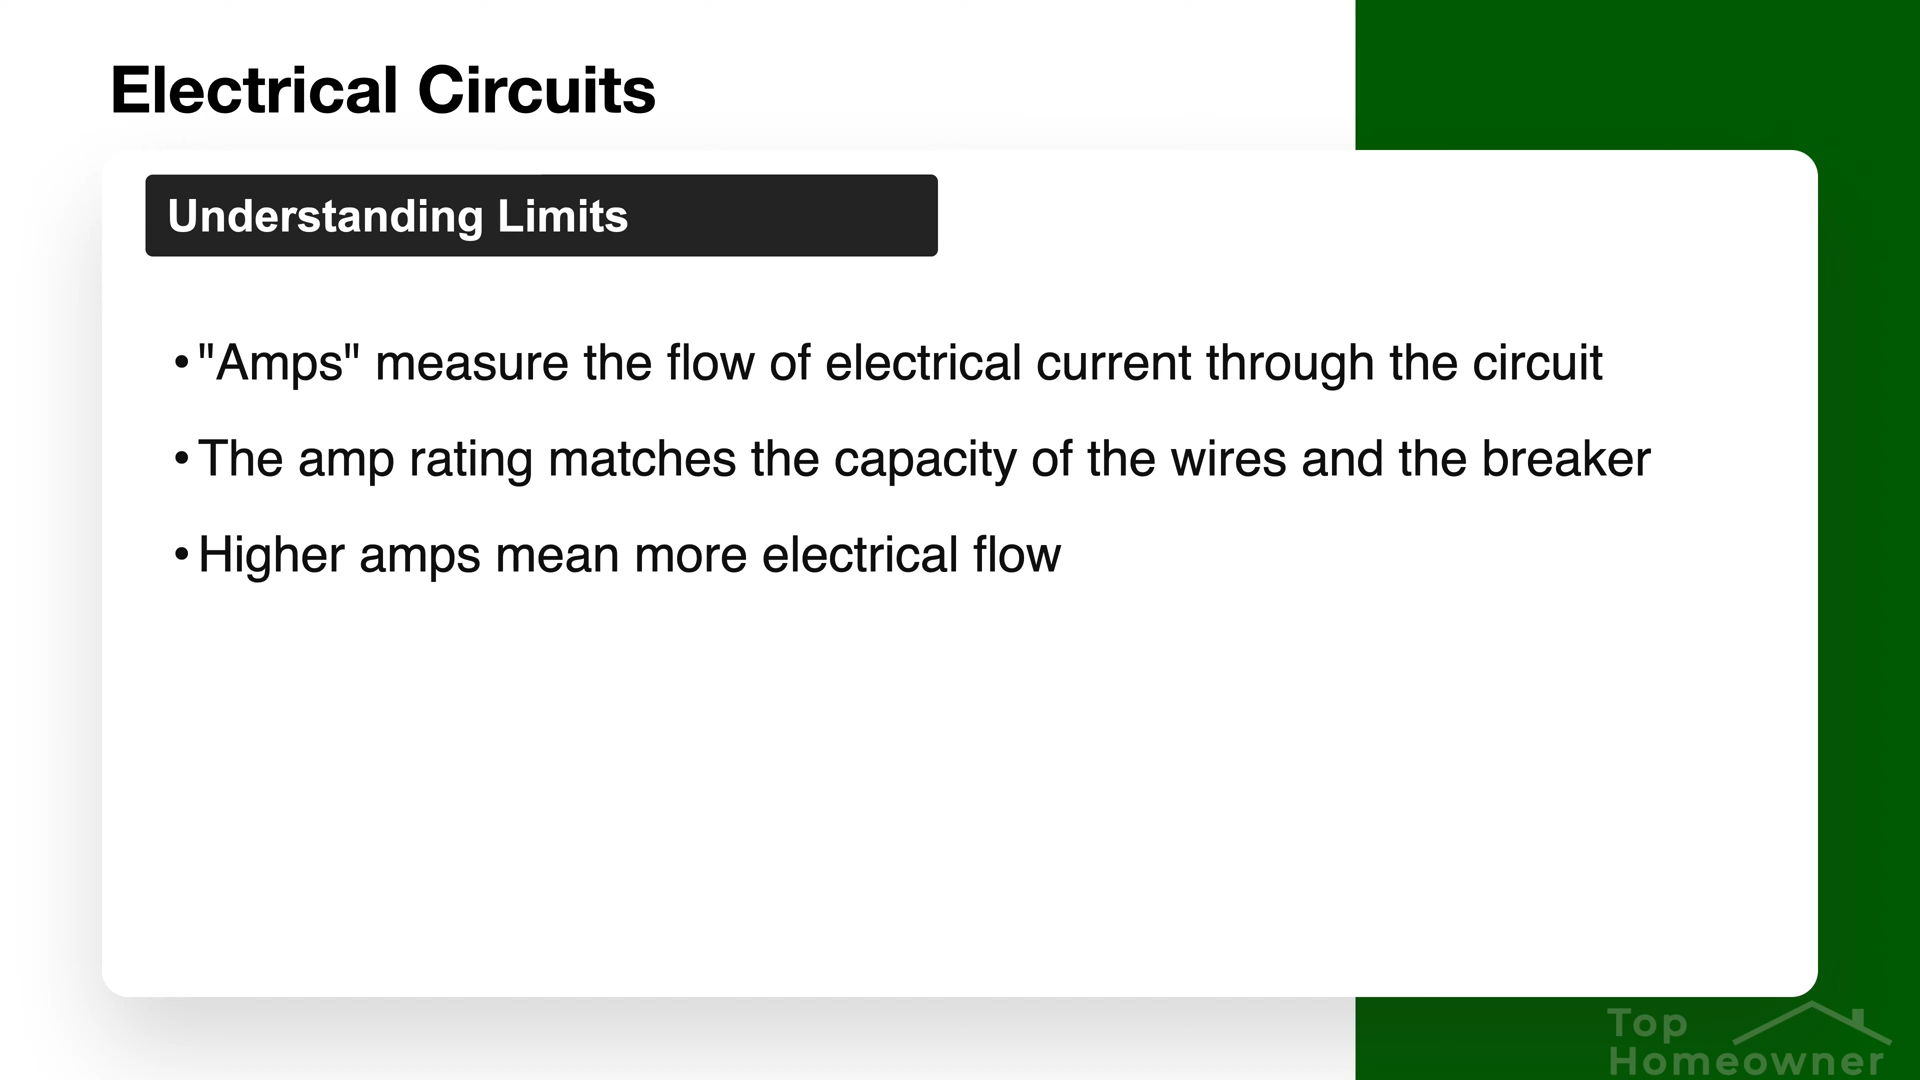 Electrical Circuits
Understanding Limits
• "Amps" measure the flow of electrical current through the circuit
• The amp rating matches the capacity of the wires and the breaker
• Higher amps mean more electrical flow
Top
Homeowner